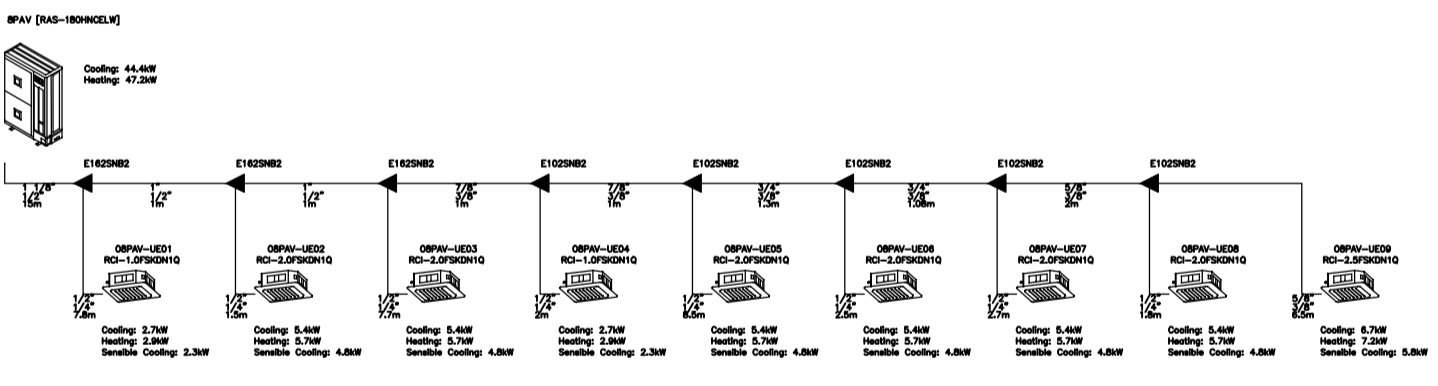 8PAV [RAS-180HNCELW]
Cooling: 44.4kW
Heating: 47.2kW
E162SNB2
E162SNB2
E162SNB2
E102SNB2
E102SNB2
E102SNB2
E102SNB2
E102SNB2
1 1/8"
1/2"
15m
1"
1/2"
1m
1"
1/2"
1m
7/8"
3/8"
1m
7/8"
3/8"
1m
3/4"
3/8"
1.3m
3/4"
3/8"
1.08m
5/8"
3/8"
2m
08PAV-UE01
RCI-1.0FSKDN1Q
1/2"
1/4"
7.8m
Cooling: 2.7kW
Heating: 2.9kW
Sensible Cooling: 2.3kW
08PAV-UE02
RCI-2.0FSKDN1Q
1/2"
1/4"
1.5m
Cooling: 5.4kW
Heating: 5.7kW
Sensible Cooling: 4.8kW
08PAV-UE03
RCI-2.0FSKDN1Q
1/2"
1/4"
7.7m
Cooling: 5.4kW
Heating: 5.7kW
Sensible Cooling: 4.8kW
08PAV-UE04
RCI-1.0FSKDN1Q
1/2"
1/4"
2m
Cooling: 2.7kW
Heating: 2.9kW
Sensible Cooling: 2.3kW
08PAV-UE05
RCI-2.0FSKDN1Q
1/2"
1/4"
8.5m
Cooling: 5.4kW
Heating: 5.7kW
Sensible Cooling: 4.8kW
08PAV-UE06
RCI-2.0FSKDN1Q
1/2"
1/4"
2.5m
Cooling: 5.4kW
Heating: 5.7kW
Sensible Cooling: 4.8kW
08PAV-UE07
RCI-2.0FSKDN1Q
1/2"
1/4"
2.7m
Cooling: 5.4kW
Heating: 5.7kW
Sensible Cooling: 4.8kW
08PAV-UE08
RCI-2.0FSKDN1Q
1/2"
1/4"
1.8m
Cooling: 5.4kW
Heating: 5.7kW
Sensible Cooling: 4.8kW
08PAV-UE09
RCI-2.5FSKDN1Q
5/8"
3/8"
6.5m
Cooling: 6.7kW
Heating: 7.2kW
Sensible Cooling: 5.8kW